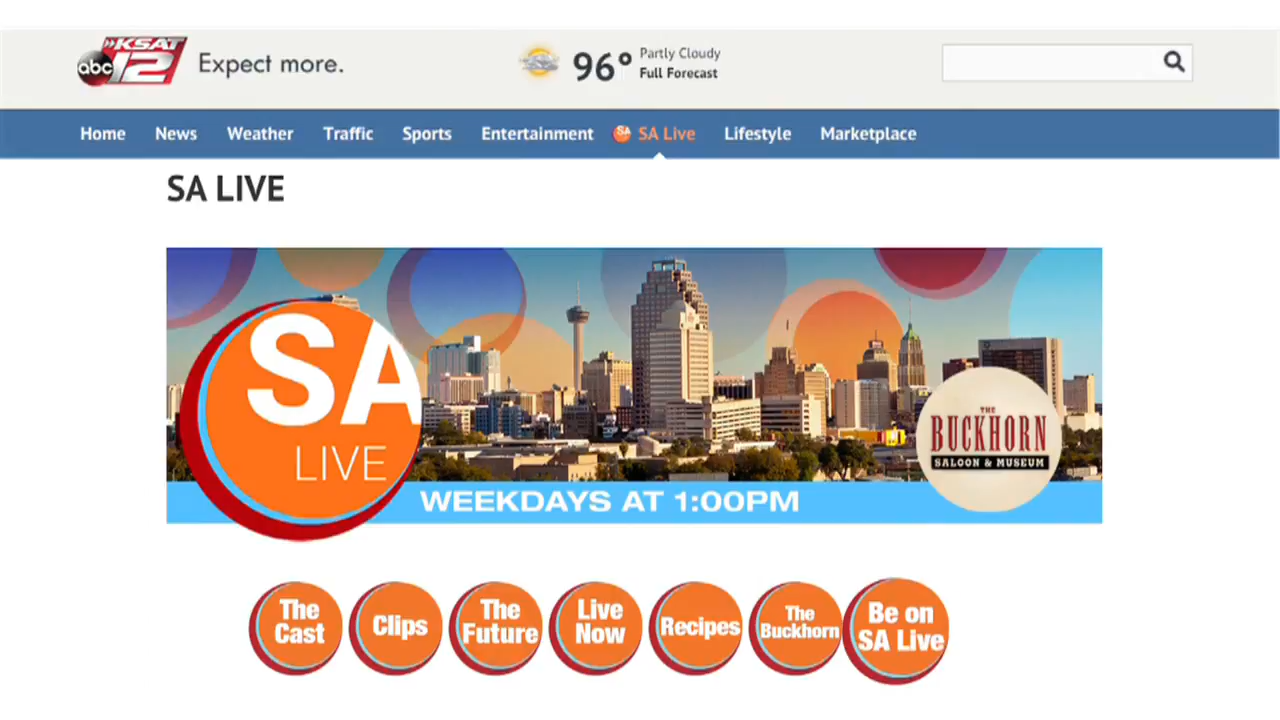 KSAT
abc 12
Expect more.
96°
Partly Cloudy
Full Forecast
Home News Weather Traffic Sports Entertainment SA SA Live Lifestyle Marketplace
SA LIVE
SA
LIVE
THE
BUCKHORN
SALOON & MUSEUM
WEEKDAYS AT 1:00PM
The
Cast
Clips
The
Future
Live
Now
Recipes
The
Buckhorn
Be on
SA Live